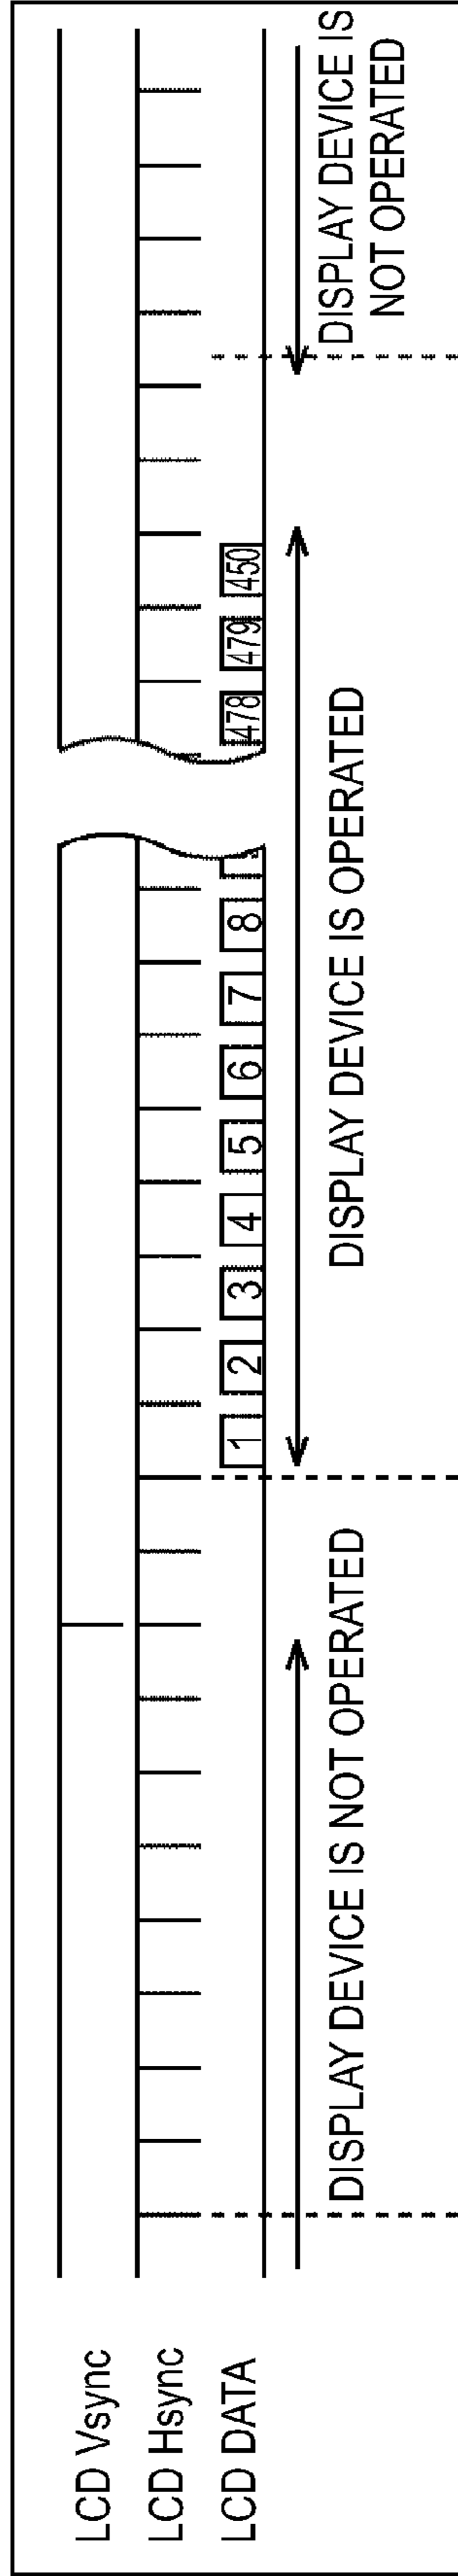 LCD Vsync
LCD Hsync
LCD DATA
1 2 3 4 5 6 7 8 478 479 450
DISPLAY DEVICE IS NOT OPERATED
DISPLAY DEVICE IS OPERATED
DISPLAY DEVICE IS
NOT OPERATED